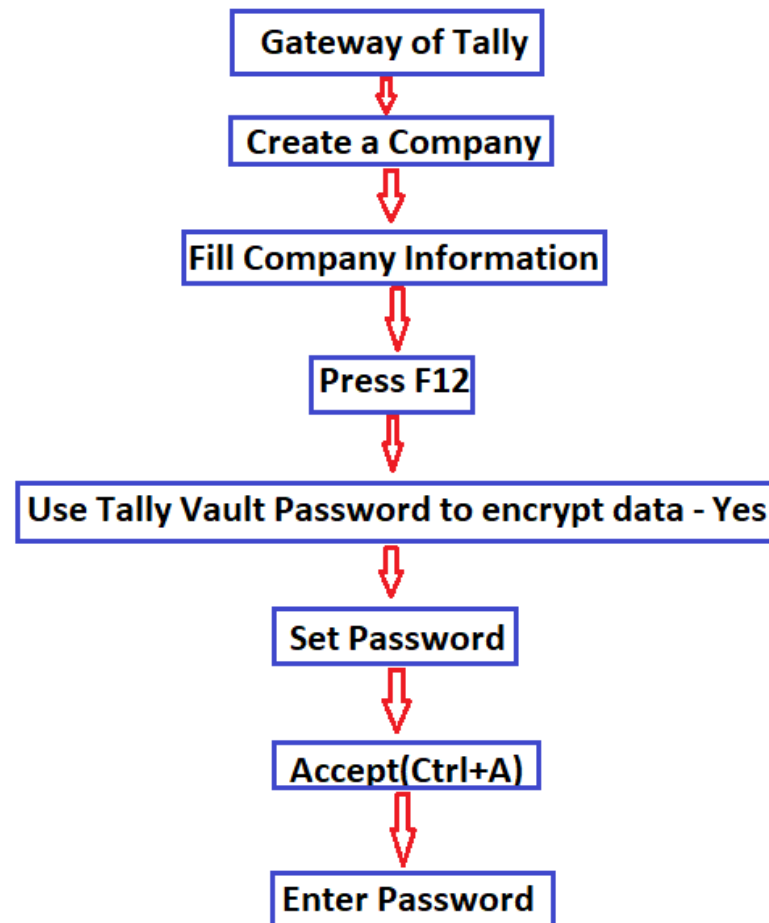 Gateway of Tally
Create a Company
Fill Company Information
Press F12
Use Tally Vault Password to encrypt data - Yes
Set Password
Accept(Ctrl+A)
Enter Password